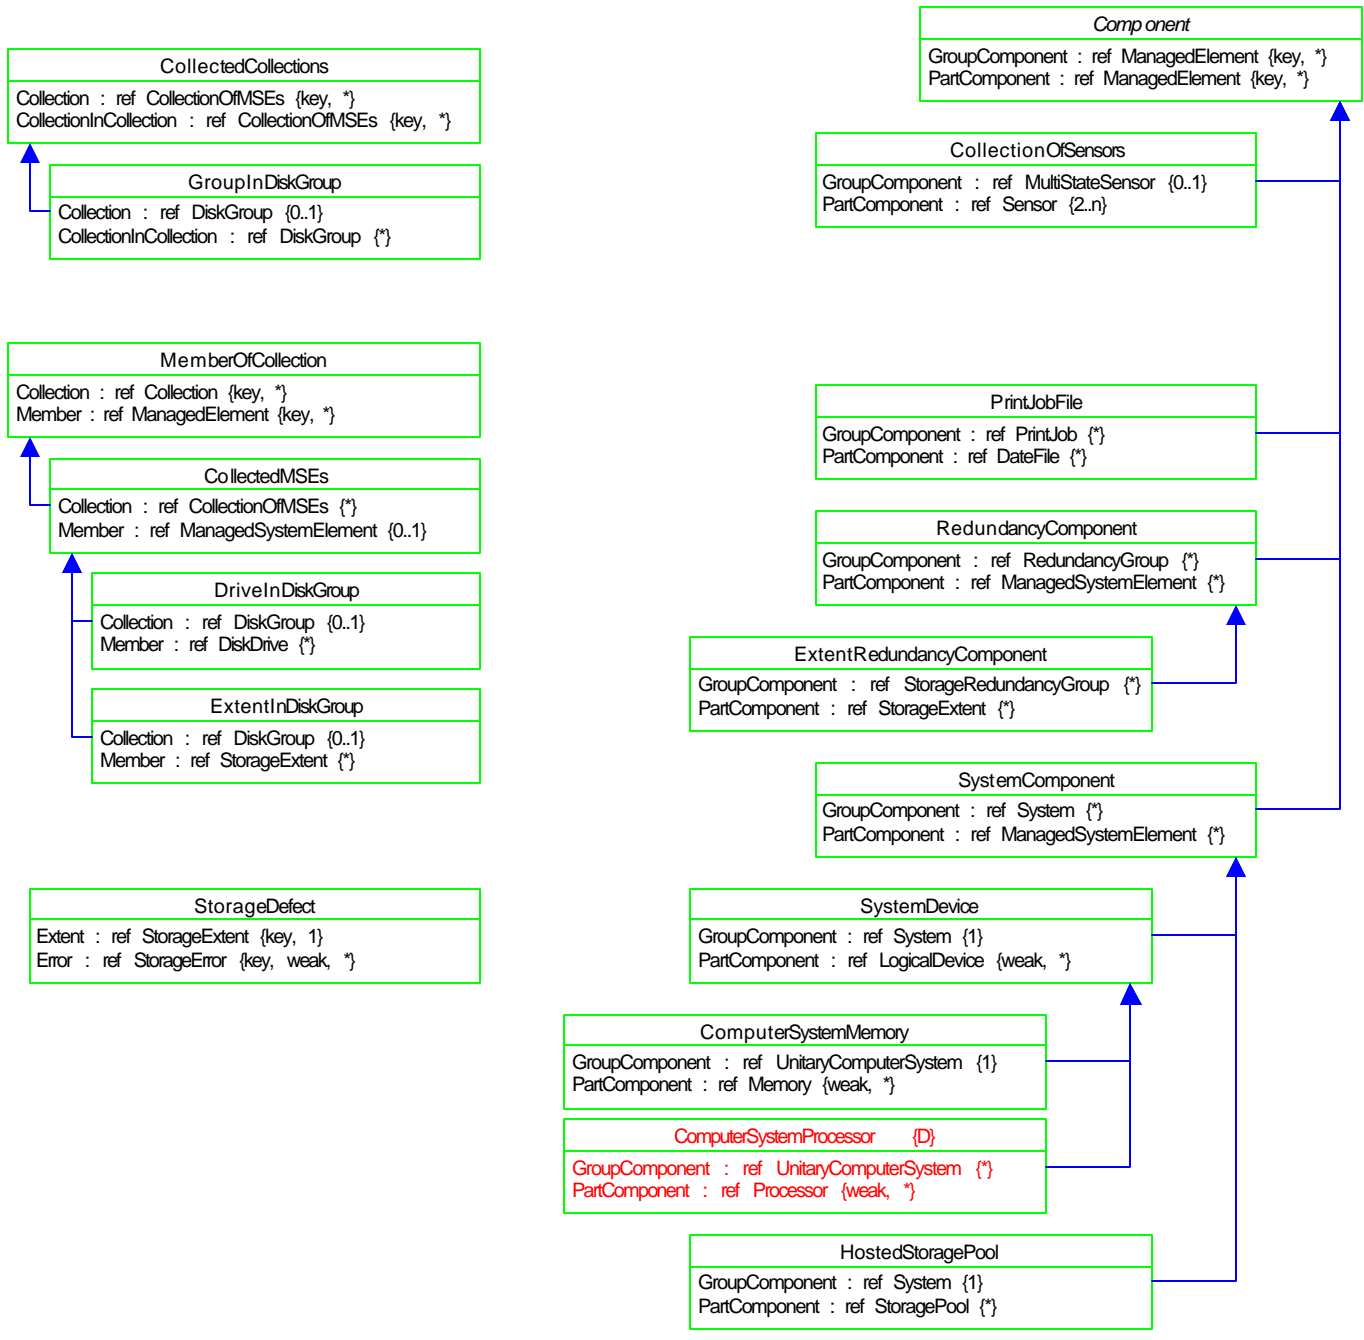 CollectedCollections
Collection : ref CollectionOfMSEs {key, *}
CollectionInCollection : ref CollectionOfMSEs {key, *}
GroupInDiskGroup
Collection : ref DiskGroup {0..1}
CollectionInCollection : ref DiskGroup {*}
MemberOfCollection
Collection : ref Collection {key, *}
Member : ref ManagedElement {key, *}
CollectedMSEs
Collection : ref CollectionOfMSEs {*}
Member : ref ManagedSystemElement {0..1}
DriveInDiskGroup
Collection : ref DiskGroup {0..1}
Member : ref DiskDrive {*}
ExtentInDiskGroup
Collection : ref DiskGroup {0..1}
Member : ref StorageExtent {*}
StorageDefect
Extent : ref StorageExtent {key, 1}
Error : ref StorageError {key, weak, *}
Component
GroupComponent : ref ManagedElement {key, *}
PartComponent : ref ManagedElement {key, *}
CollectionOfSensors
GroupComponent : ref MultiStateSensor {0..1}
PartComponent : ref Sensor {2..n}
PrintJobFile
GroupComponent : ref PrintJob {*}
PartComponent : ref DateFile {*}
RedundancyComponent
GroupComponent : ref RedundancyGroup {*}
PartComponent : ref ManagedSystemElement {*}
ExtentRedundancyComponent
GroupComponent : ref StorageRedundancyGroup {*}
PartComponent : ref StorageExtent {*}
SystemComponent
GroupComponent : ref System {*}
PartComponent : ref ManagedSystemElement {*}
SystemDevice
GroupComponent : ref System {1}
PartComponent : ref LogicalDevice {weak, *}
ComputerSystemMemory
GroupComponent : ref UnitaryComputerSystem {1}
PartComponent : ref Memory {weak, *}
ComputerSystemProcessor {D}
GroupComponent : ref UnitaryComputerSystem {*}
PartComponent : ref Processor {weak, *}
HostedStoragePool
GroupComponent : ref System {1}
PartComponent : ref StoragePool {*}